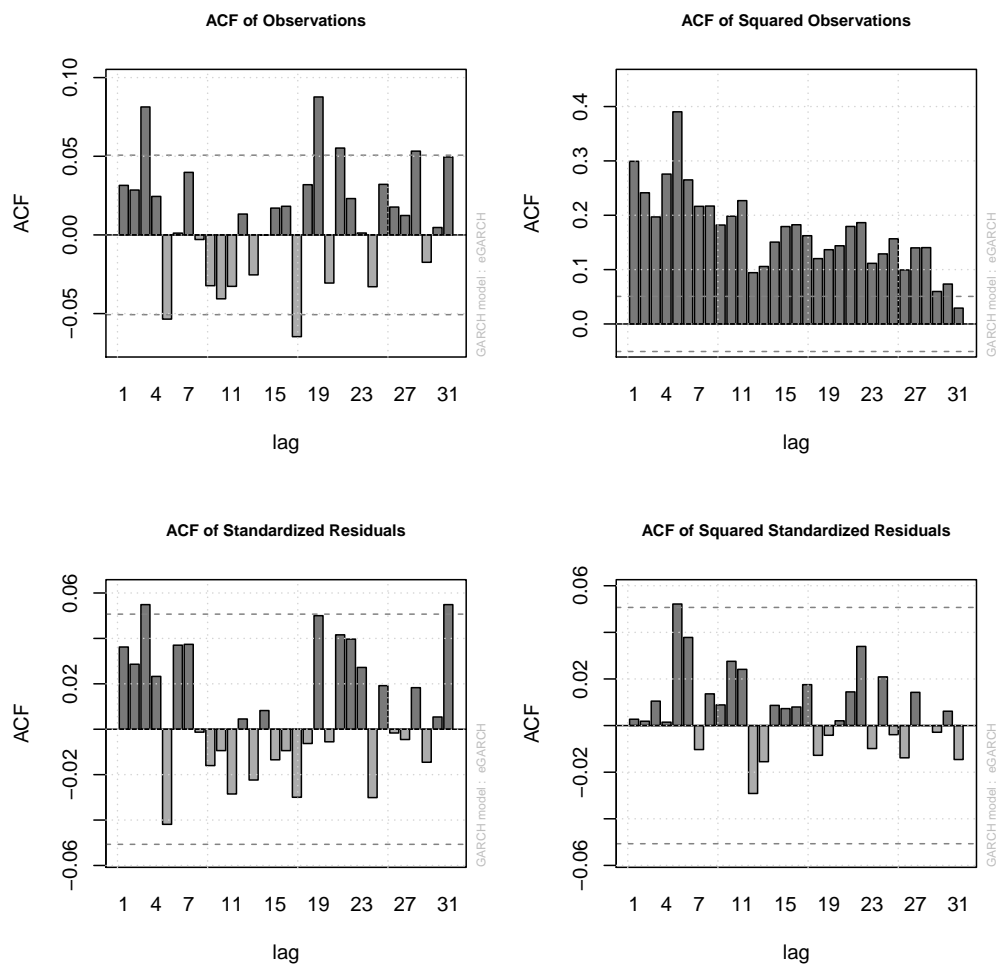 ACF of Observations
ACF
−0.05 0.00 0.05 0.10
1 4 7 11 15 19 23 27 31
lag
GARCH model : eGARCH
ACF of Squared Observations
ACF
0.0 0.1 0.2 0.3 0.4
1 4 7 11 15 19 23 27 31
lag
GARCH model : eGARCH
ACF of Standardized Residuals
ACF
−0.06 −0.02 0.02 0.06
1 4 7 11 15 19 23 27 31
lag
GARCH model : eGARCH
ACF of Squared Standardized Residuals
ACF
−0.06 −0.02 0.02 0.06
1 4 7 11 15 19 23 27 31
lag
GARCH model : eGARCH